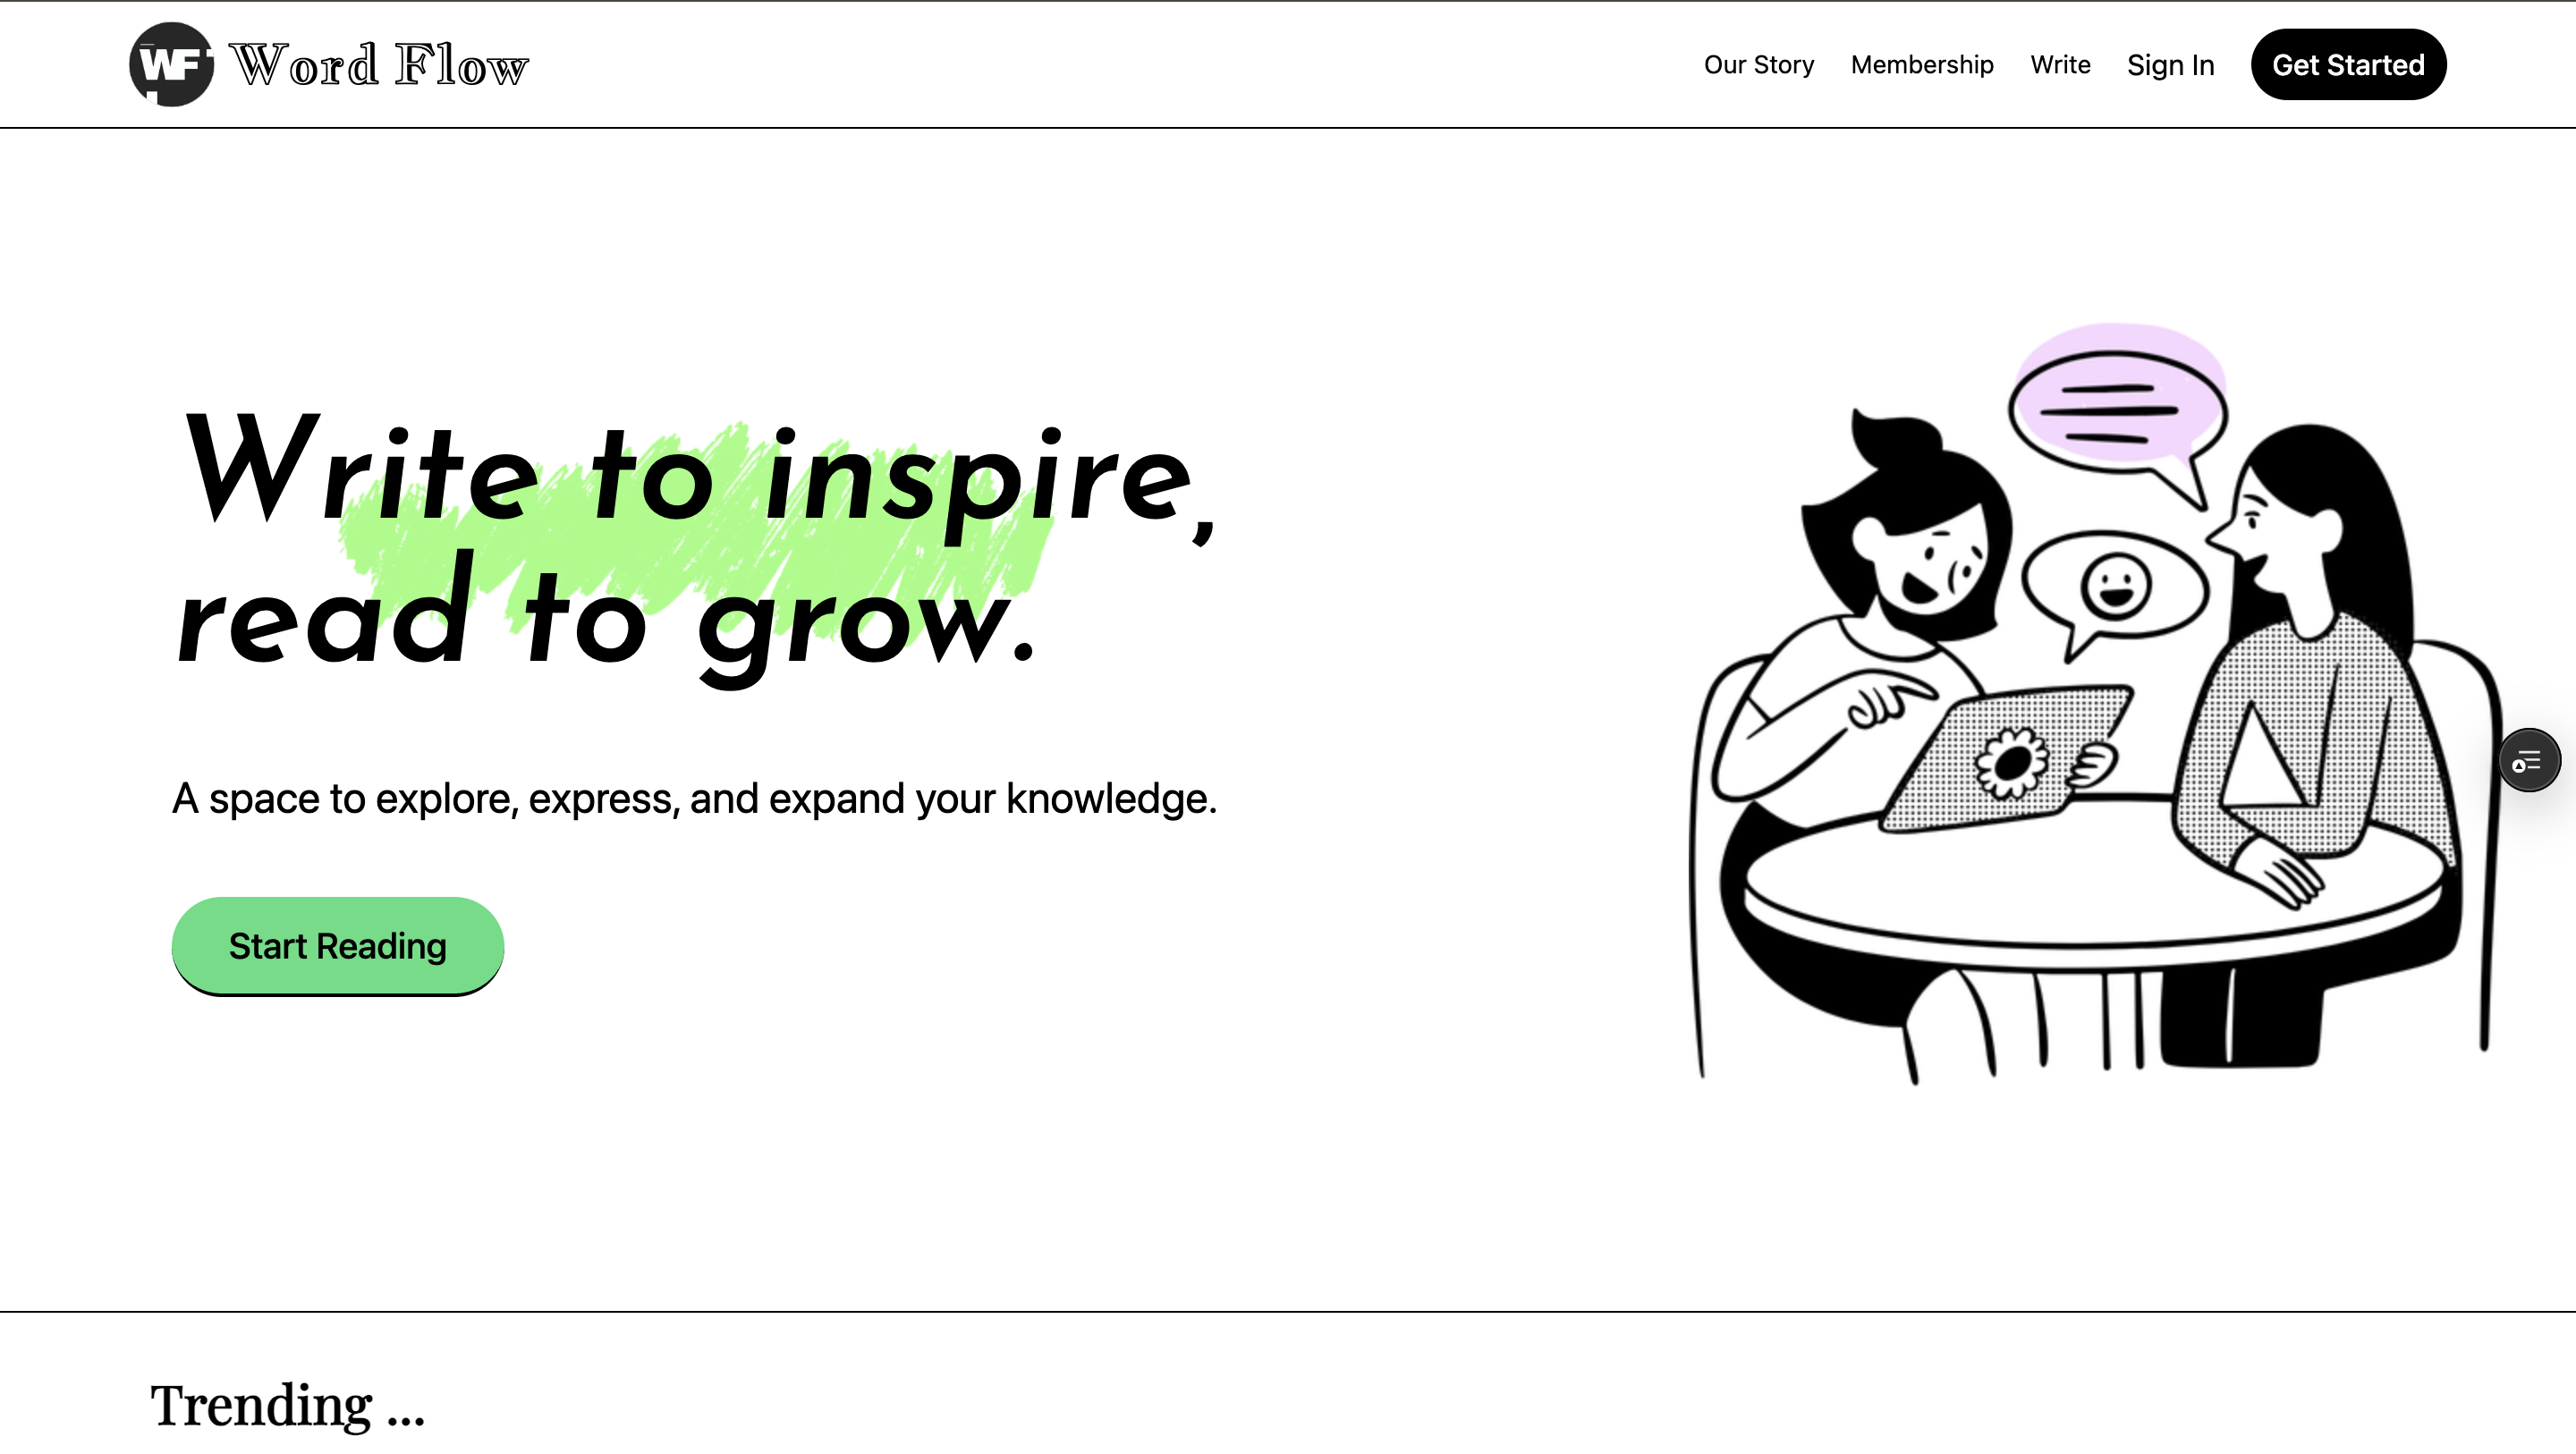 WF
Word Flow
Our Story
Membership
Write
Sign In
Get Started
Write to inspire,
read to grow.
A space to explore, express, and expand your knowledge.
Start Reading
Trending ...